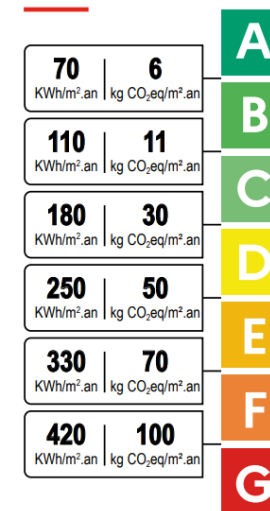 A
70 | 6
KWh/m².an | kg CO₂eq/m².an
B
110 | 11
KWh/m².an | kg CO₂eq/m².an
C
180 | 30
KWh/m².an | kg CO₂eq/m².an
D
250 | 50
KWh/m².an | kg CO₂eq/m².an
E
330 | 70
KWh/m².an | kg CO₂eq/m².an
F
420 | 100
KWh/m².an | kg CO₂eq/m².an
G